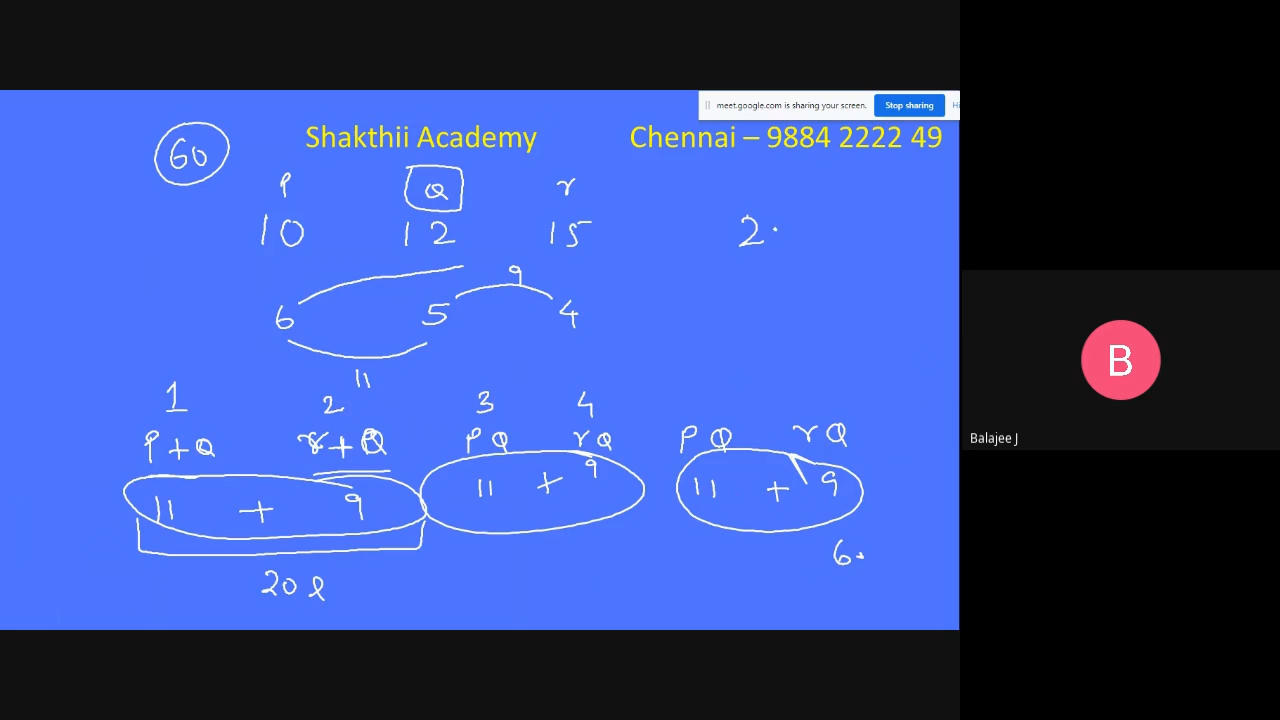 meet.google.com is sharing your screen. Stop sharing Hi
60 Shakthii Academy Chennai – 9884 2222 49
P Q r
10 12 15 2.
9
6 5 4
11
1 2 3 4
P+Q r+Q PQ rQ PQ rQ
11 + 9 11 + 9 11 + 9
6.
20 l
B
Balajee J